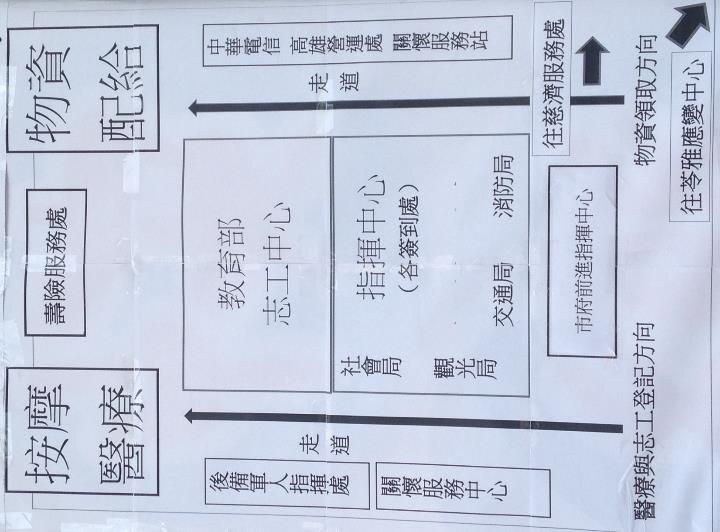 按摩
醫療
壽險服務處
物資
配給
後備軍人指揮處
關懷服務中心
走道
教育部
志工中心
指揮中心
（各簽到處）
社會局
觀光局
交通局
消防局
中華電信 高雄營運處 關懷服務站
走道
市府前進指揮中心
往慈濟服務處
醫療與志工登記方向
物資領取方向
往苓雅應變中心